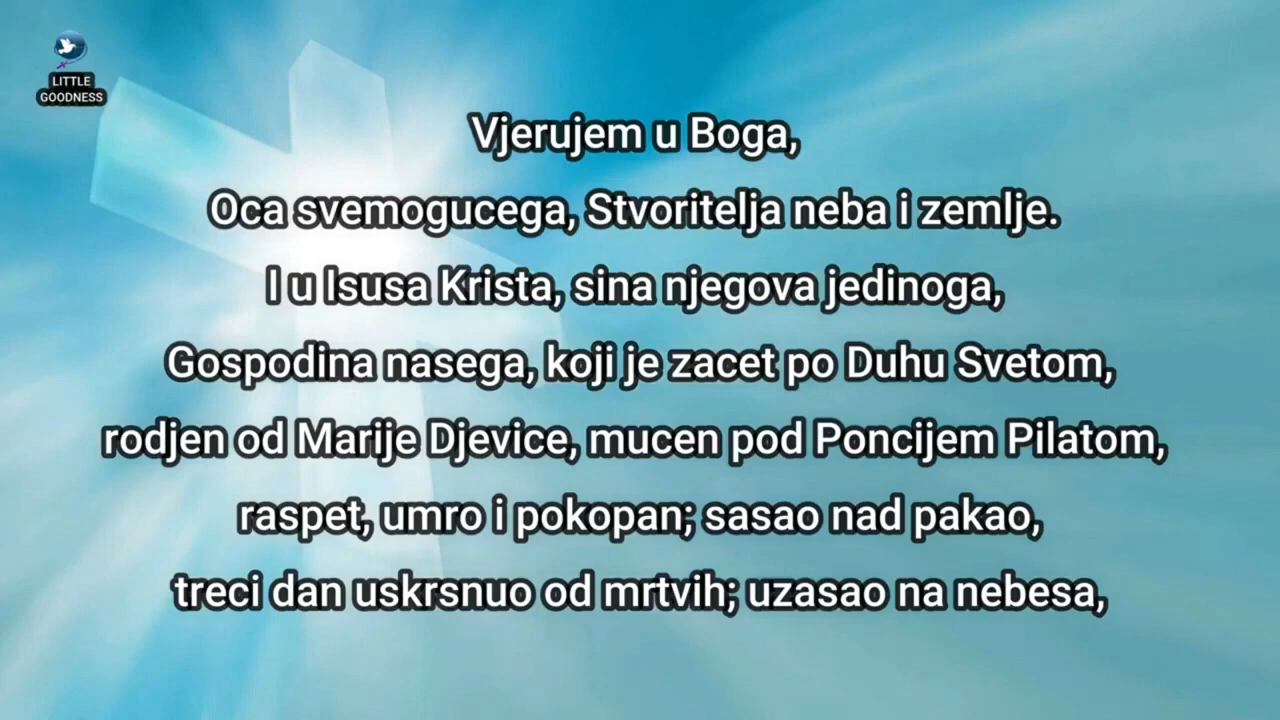 LITTLE
GOODNESS
Vjerujem u Boga,
Oca svemogucega, Stvoritelja neba i zemlje.
I u Isusa Krista, sina njegova jedinoga,
Gospodina nasega, koji je zacet po Duhu Svetom,
rodjen od Marije Djevice, mucen pod Poncijem Pilatom,
raspet, umro i pokopan; sasao nad pakao,
treci dan uskrsnuo od mrtvih; uzasao na nebesa,